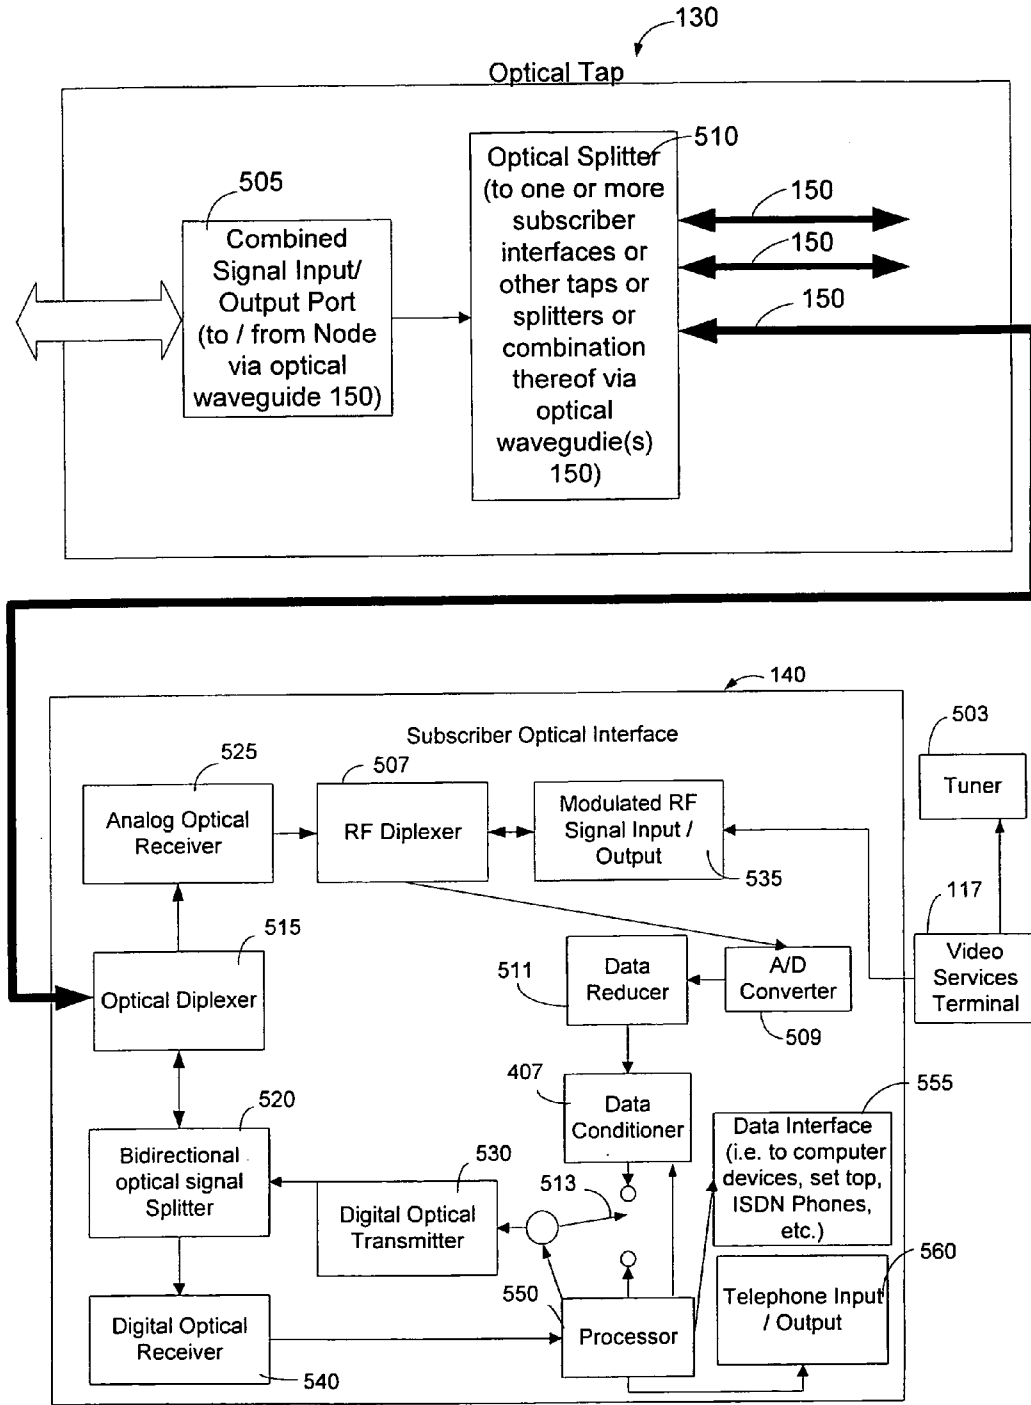 130
Optical Tap
505
Combined
Signal Input/
Output Port
(to / from Node
via optical
waveguide 150)
510
Optical Splitter
(to one or more
subscriber
interfaces or
other taps or
splitters or
combination
thereof via
optical
wavegudie(s)
150)
150
150
150
140
Subscriber Optical Interface
525
Analog Optical
Receiver
507
RF Diplexer
Modulated RF
Signal Input /
Output
535
503
Tuner
117
Video
Services
Terminal
515
Optical Diplexer
511
Data
Reducer
A/D
Converter
509
407
Data
Conditioner
555
Data Interface
(i.e. to computer
devices, set top,
ISDN Phones,
etc.)
520
Bidirectional
optical signal
Splitter
530
Digital Optical
Transmitter
513
560
Telephone Input
/ Output
550
Processor
Digital Optical
Receiver
540